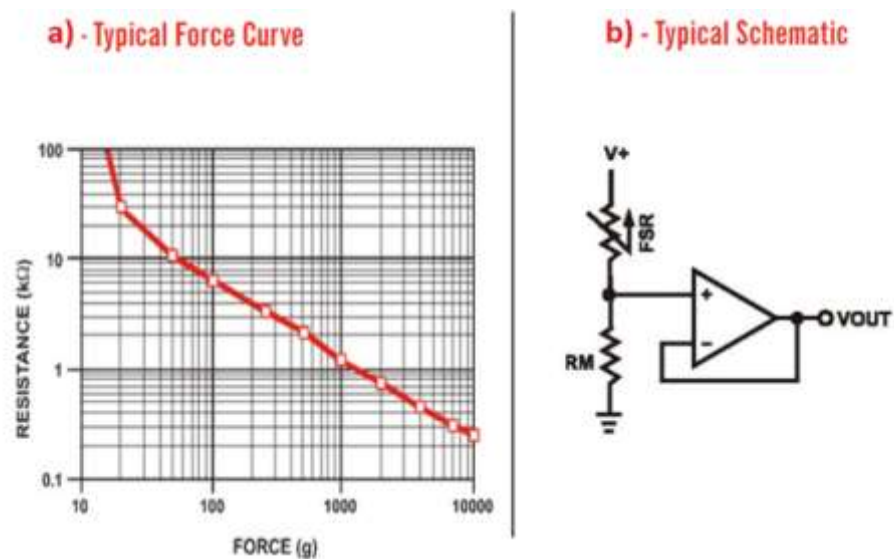 a) - Typical Force Curve
b) - Typical Schematic
100
10
1
0.1
RESISTANCE (kΩ)
10
100
1000
10000
FORCE (g)
V+
FSR
+
−
VOUT
RM